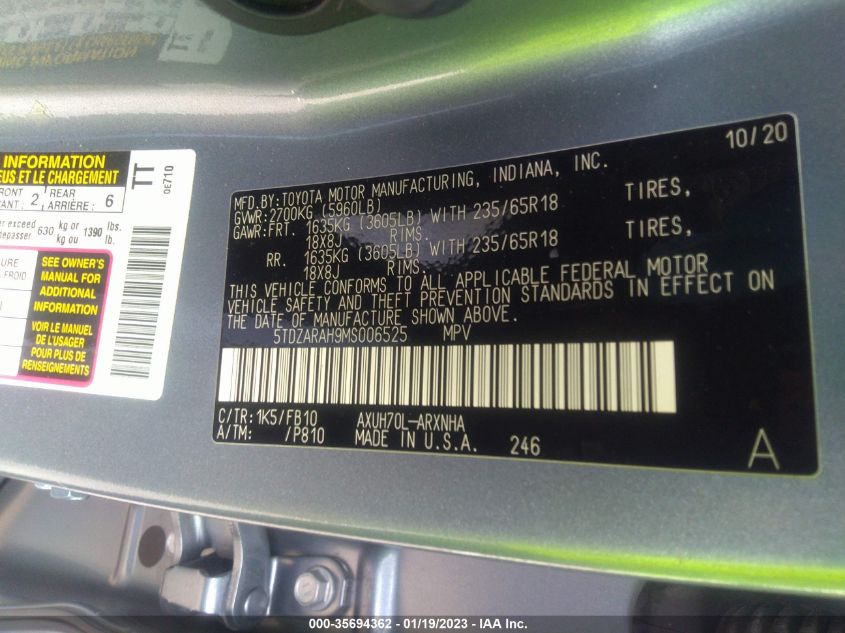 INFORMATION
EUS ET LE CHARGEMENT
2 REAR 6
ARRIÈRE:
exceed 630 kg or 1390 lbs.
kg ou lb.
SEE OWNER'S
MANUAL FOR
ADDITIONAL
INFORMATION
VOIR LE MANUEL
DE L'USAGER
POUR PLUS DE
RENSEIGNEMENTS
TT
0E710
10/20
MFD.BY:TOYOTA MOTOR MANUFACTURING, INDIANA, INC.
GVWR:2700KG (5960LB)
GAWR:FRT. 1635KG (3605LB) WITH 235/65R18 TIRES,
18X8J RIMS,
RR. 1635KG (3605LB) WITH 235/65R18 TIRES,
18X8J RIMS.
THIS VEHICLE CONFORMS TO ALL APPLICABLE FEDERAL MOTOR
VEHICLE SAFETY AND THEFT PREVENTION STANDARDS IN EFFECT ON
THE DATE OF MANUFACTURE SHOWN ABOVE.
5TDZARAH9MS006525 MPV
C/TR:1K5/FB10 AXUH70L-ARXNHA
A/TM: /P810 MADE IN U.S.A. 246
A
000-35694362 - 01/19/2023 - IAA Inc.